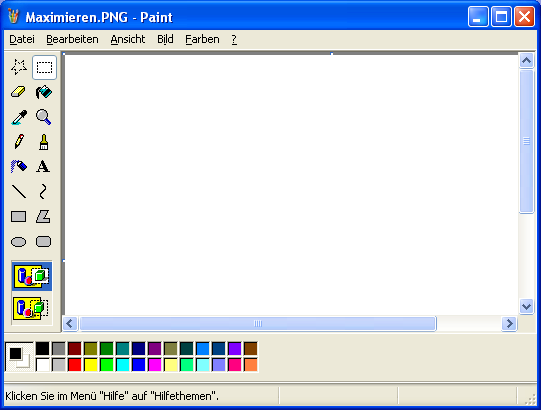 Maximieren.PNG - Paint
Datei Bearbeiten Ansicht Bild Farben ?
A
Klicken Sie im Menü "Hilfe" auf "Hilfethemen".